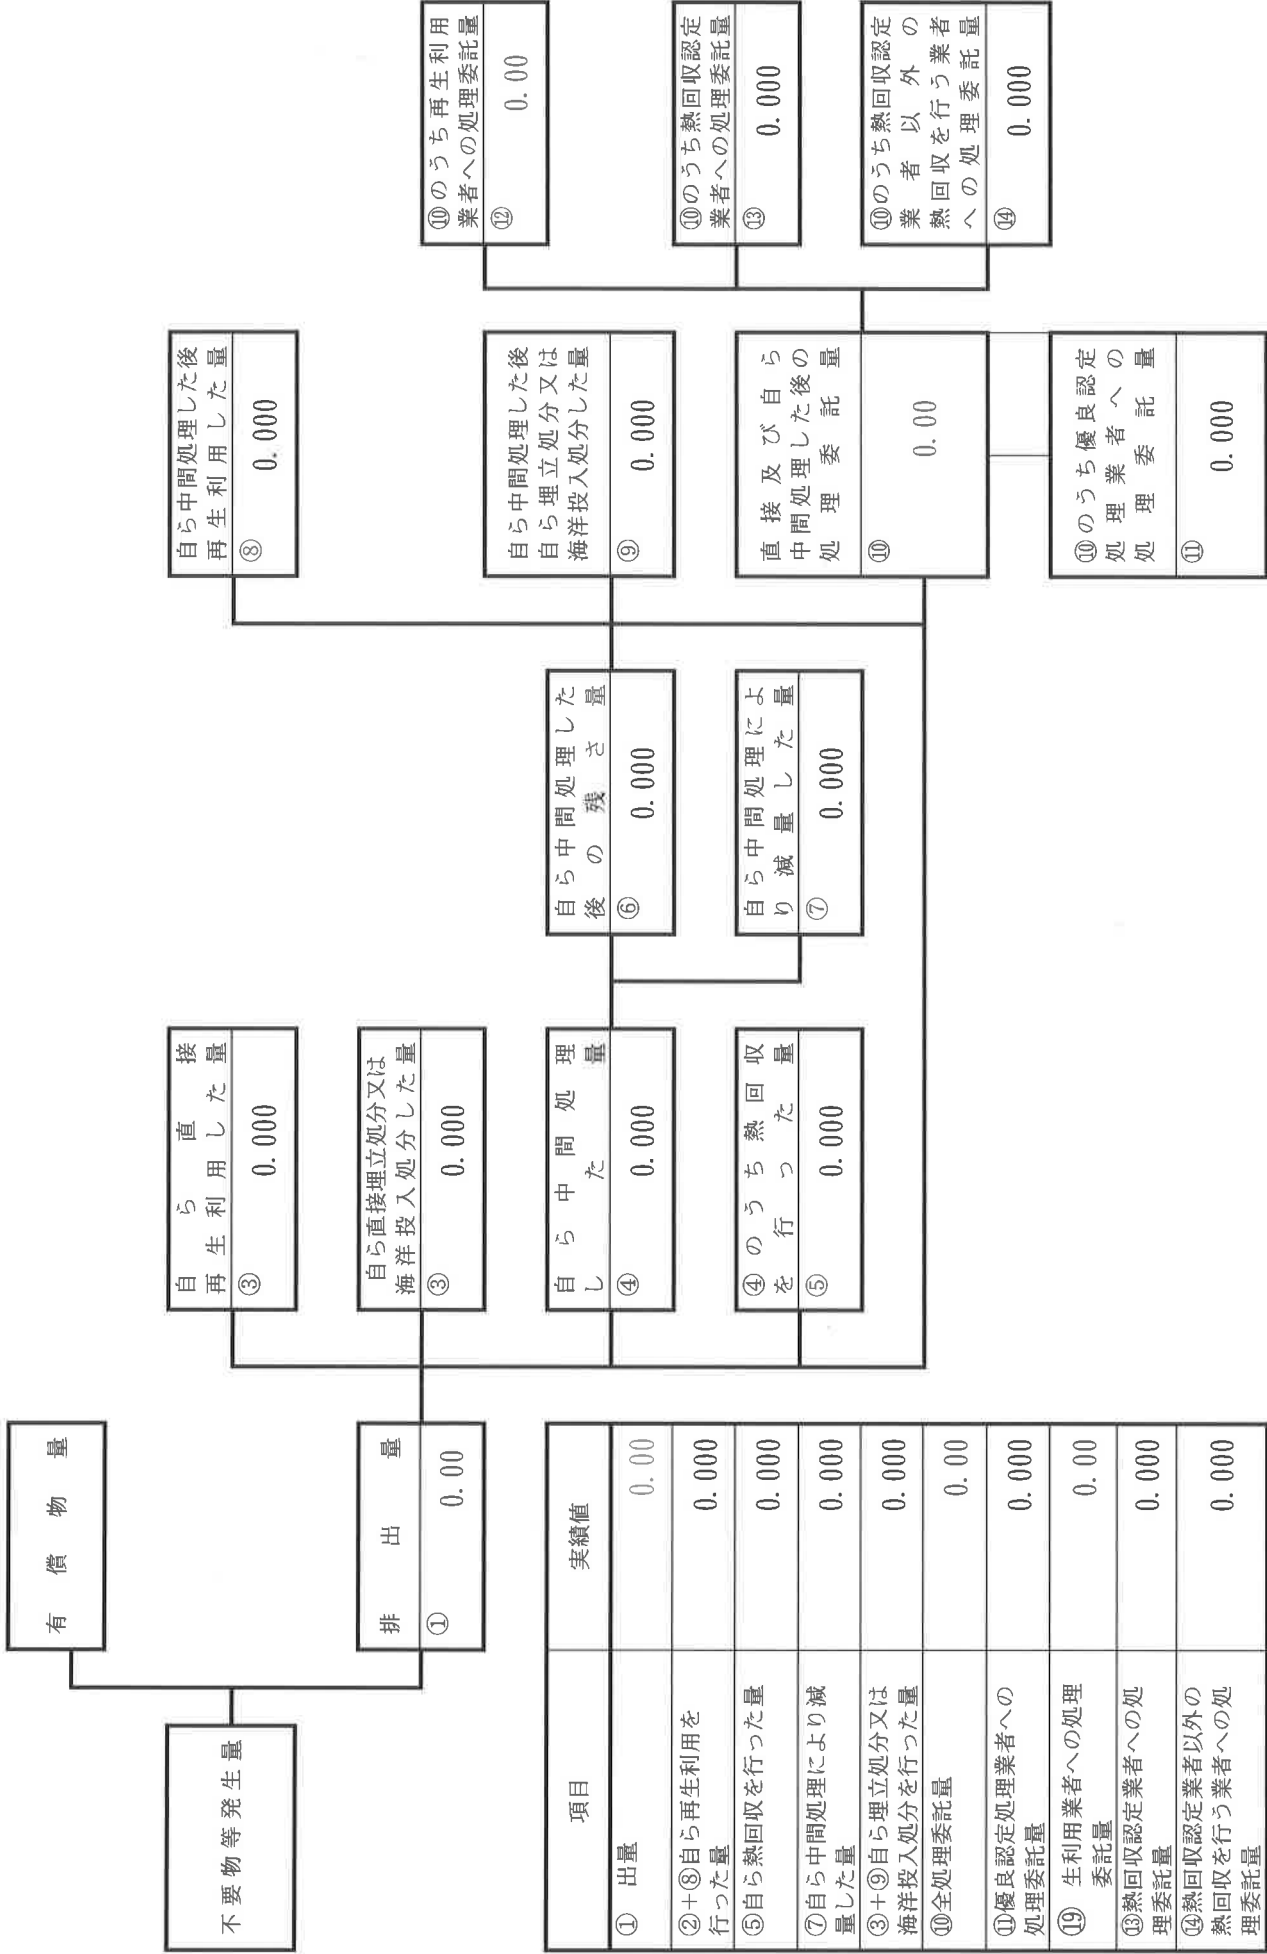 不要物等発生量
有償物量
排出量
① 0.00
自ら直接
再生利用した量
③ 0.000
自ら直接埋立処分又は
海洋投入処分した量
③ 0.000
自ら中間処理
した量
④ 0.000
④のうち熱回収
を行った量
⑤ 0.000
自ら中間処理した
後の残さ量
⑥ 0.000
自ら中間処理によ
り減量した量
⑦ 0.000
自ら中間処理した後
再生利用した量
⑧ 0.000
自ら中間処理した後
自ら埋立処分又は
海洋投入処分した量
⑨ 0.000
直接及び自ら
中間処理した後の
処理委託量
⑩ 0.00
⑩のうち優良認定
処理業者への
処理委託量
⑪ 0.000
⑩のうち再生利用
業者への処理委託量
⑫ 0.00
⑩のうち熱回収認定
業者への処理委託量
⑬ 0.000
⑩のうち熱回収認定
業者以外の
熱回収を行う業者
への処理委託量
⑭ 0.000
項目 実績値
① 出量 0.00
②+⑧自ら再生利用を
行った量 0.000
⑤自ら熱回収を行った量 0.000
⑦自ら中間処理により減
量した量 0.000
③+⑨自ら埋立処分又は
海洋投入処分を行った量 0.000
⑩全処理委託量 0.00
⑪優良認定処理業者への
処理委託量 0.000
⑲ 生利用業者への処理
委託量 0.00
⑬熱回収認定業者への処
理委託量 0.000
⑭熱回収認定業者以外の
熱回収を行う業者への処
理委託量 0.000